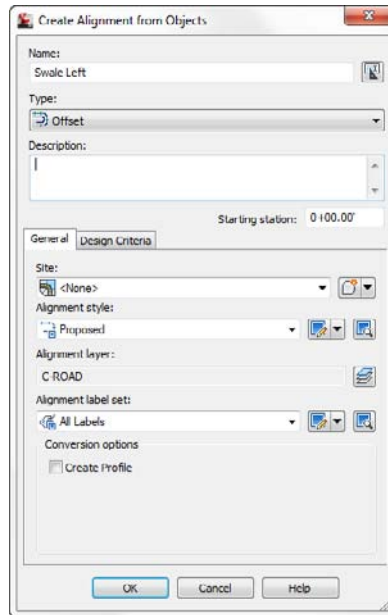 Create Alignment from Objects
Name:
Swale Left
Type:
Offset
Description:
Starting station: 0+00.00'
General Design Criteria
Site:
<None>
Alignment style:
Proposed
Alignment layer:
C-ROAD
Alignment label set:
All Labels
Conversion options
Create Profile
OK Cancel Help